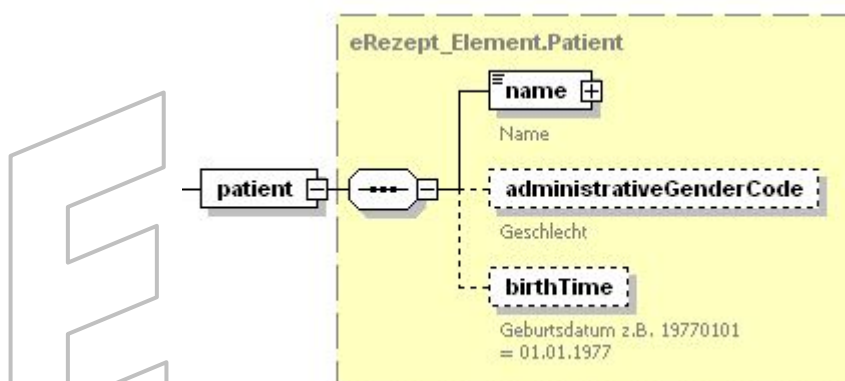 eRezept_Element.Patient
name
Name
patient
administrativeGenderCode
Geschlecht
birthTime
Geburtsdatum z.B. 19770101
= 01.01.1977